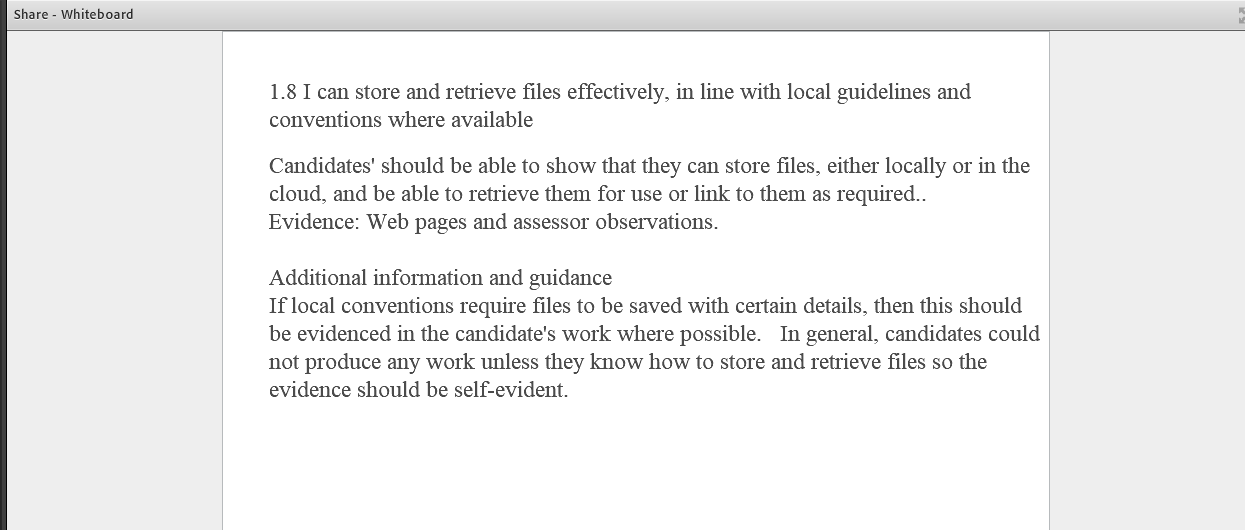 Share - Whiteboard
1.8 I can store and retrieve files effectively, in line with local guidelines and
conventions where available
Candidates' should be able to show that they can store files, either locally or in the
cloud, and be able to retrieve them for use or link to them as required..
Evidence: Web pages and assessor observations.
Additional information and guidance
If local conventions require files to be saved with certain details, then this should
be evidenced in the candidate's work where possible.   In general, candidates could
not produce any work unless they know how to store and retrieve files so the
evidence should be self-evident.